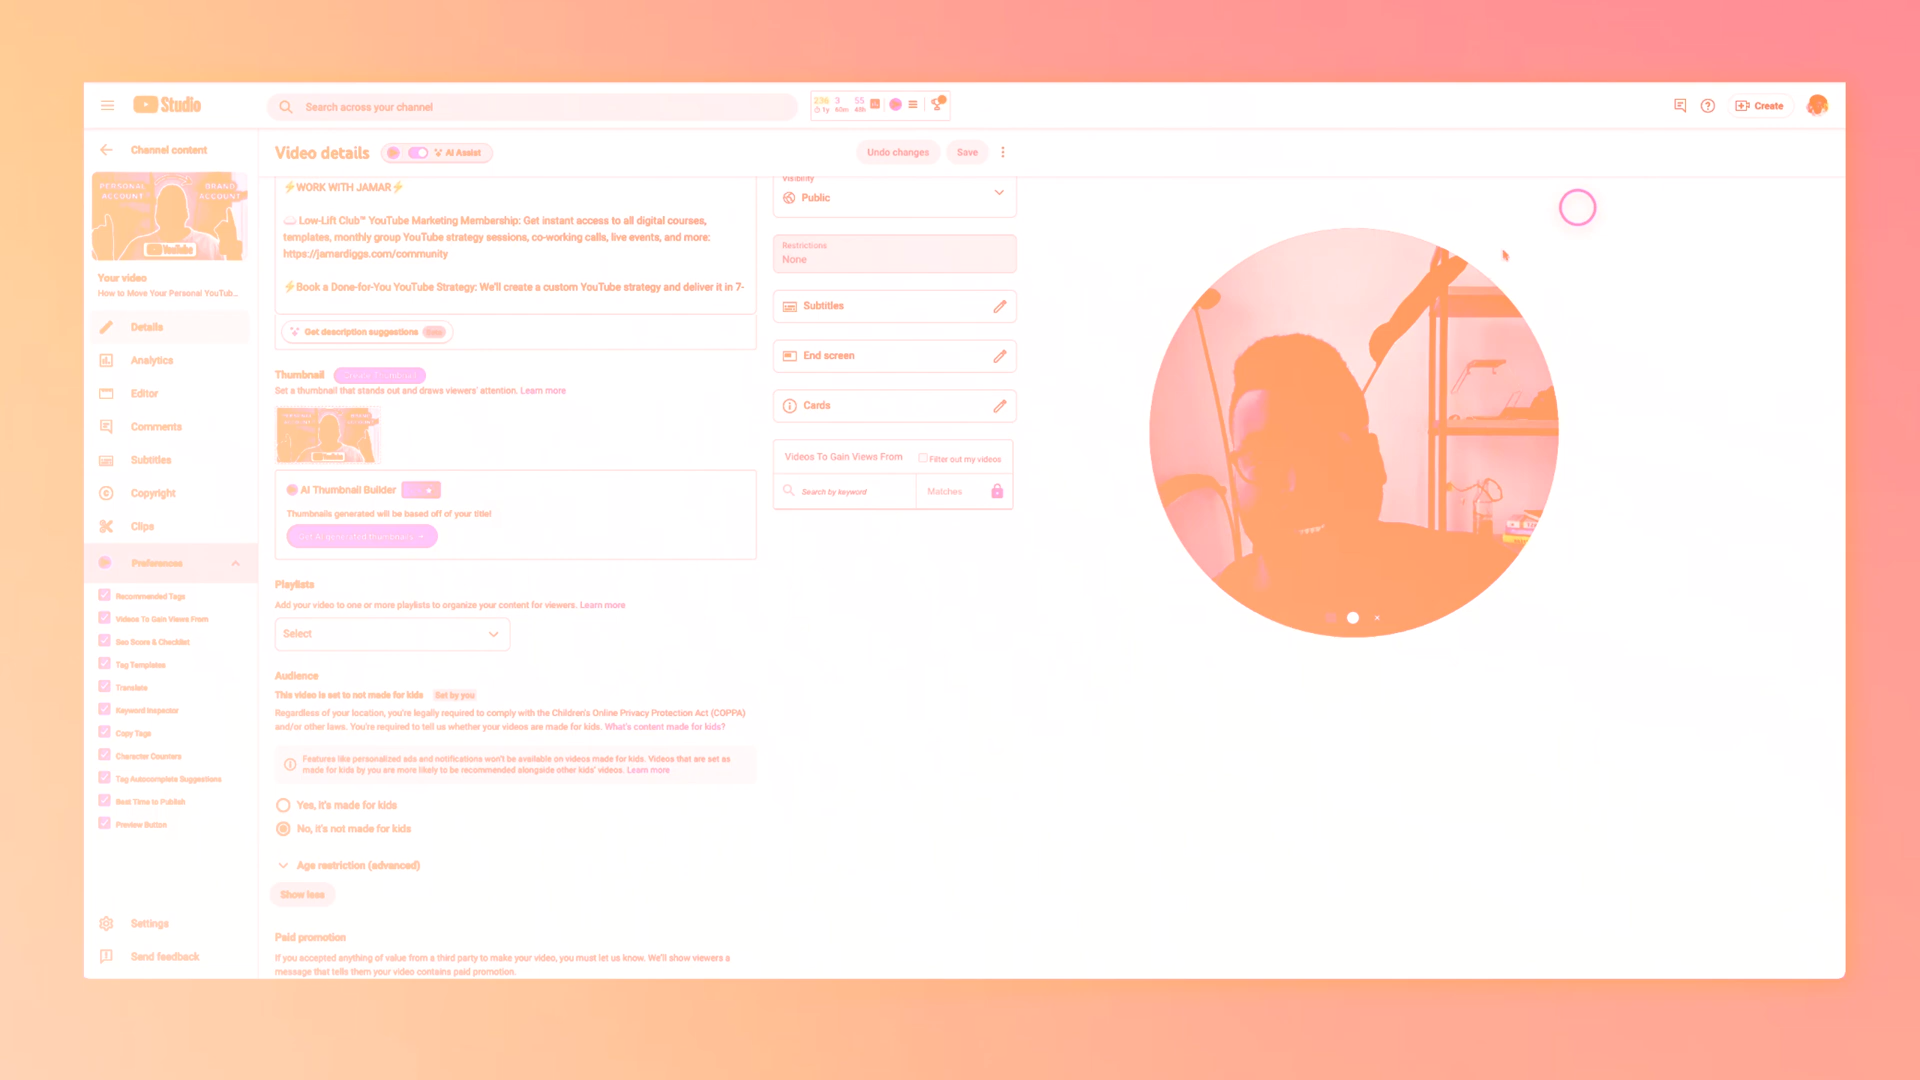 Studio
Search across your channel
236 3 55
1y 60m 48h
Create
Channel content
Video details
AI Assist
Undo changes
Save
PERSONAL ACCOUNT
BRAND ACCOUNT
YouTube
Your video
How to Move Your Personal YouTub...
Details
Analytics
Editor
Comments
Subtitles
Copyright
Clips
Preferences
Recommended Tags
Videos To Gain Views From
Seo Score & Checklist
Tag Templates
Translate
Keyword Inspector
Copy Tags
Character Counters
Tag Autocomplete Suggestions
Best Time to Publish
Preview Button
Settings
Send feedback
⚡WORK WITH JAMAR⚡
Low-Lift Club™ YouTube Marketing Membership: Get instant access to all digital courses,
templates, monthly group YouTube strategy sessions, co-working calls, live events, and more:
https://jamardiggs.com/community
⚡Book a Done-for-You YouTube Strategy: We'll create a custom YouTube strategy and deliver it in 7-
Get description suggestions
Thumbnail
Set a thumbnail that stands out and draws viewers' attention. Learn more
AI Thumbnail Builder
Thumbnails generated will be based off of your title!
Get AI generated thumbnails
Playlists
Add your video to one or more playlists to organize your content for viewers. Learn more
Select
Audience
This video is set to not made for kids Set by you
Regardless of your location, you're legally required to comply with the Children's Online Privacy Protection Act (COPPA)
and/or other laws. You're required to tell us whether your videos are made for kids. What's content made for kids?
Features like personalized ads and notifications won't be available on videos made for kids. Videos that are set as
made for kids by you are more likely to be recommended alongside other kids' videos. Learn more
Yes, it's made for kids
No, it's not made for kids
Age restriction (advanced)
Show less
Paid promotion
If you accepted anything of value from a third party to make your video, you must let us know. We'll show viewers a
message that tells them your video contains paid promotion.
Visibility
Public
Restrictions
None
Subtitles
End screen
Cards
Videos To Gain Views From
Filter out my videos
Search by keyword
Matches